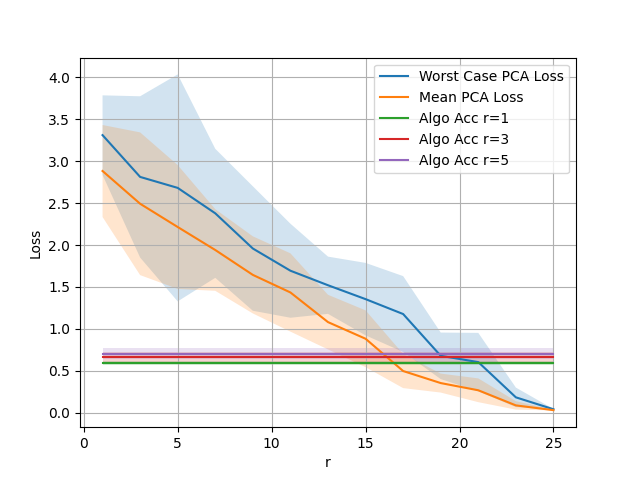 4.0
3.5
3.0
2.5
2.0
1.5
1.0
0.5
0.0
Loss
0 5 10 15 20 25
r
Worst Case PCA Loss
Mean PCA Loss
Algo Acc r=1
Algo Acc r=3
Algo Acc r=5